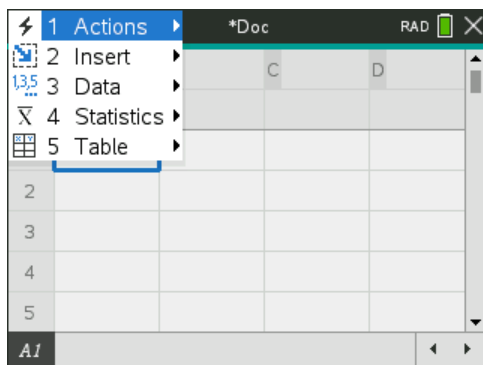 1 Actions *Doc RAD
2 Insert C D
1,3,5 3 Data
X 4 Statistics
5 Table
2
3
4
5
A1